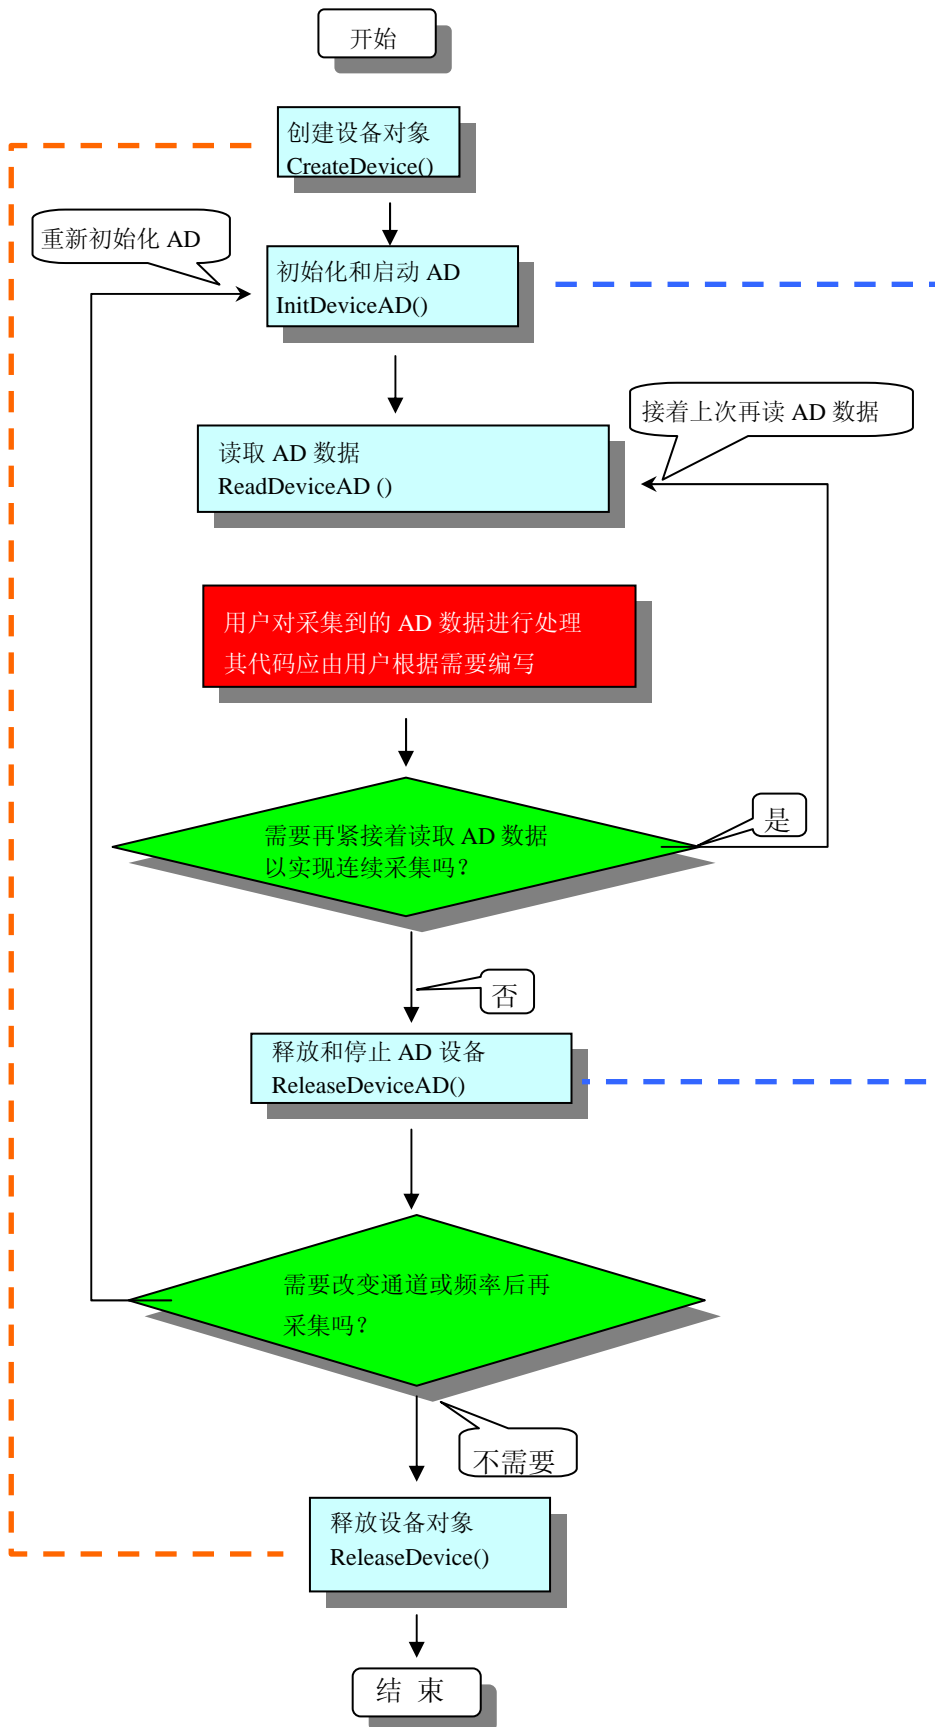 开始
创建设备对象
CreateDevice()
重新初始化 AD
初始化和启动 AD
InitDeviceAD()
接着上次再读 AD 数据
读取 AD 数据
ReadDeviceAD ()
用户对采集到的 AD 数据进行处理
其代码应由用户根据需要编写
需要再紧接着读取 AD 数据
以实现连续采集吗？
是
否
释放和停止 AD 设备
ReleaseDeviceAD()
需要改变通道或频率后再
采集吗？
不需要
释放设备对象
ReleaseDevice()
结 束